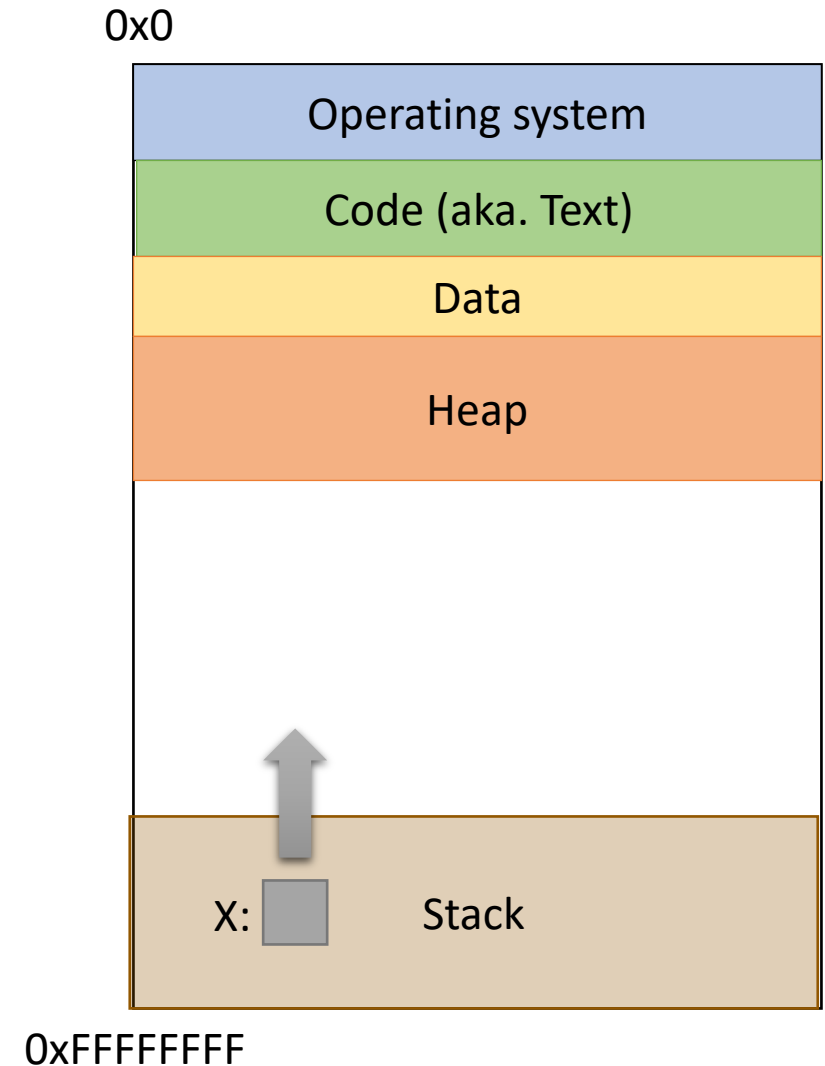 0x0
Operating system
Code (aka. Text)
Data
Heap
X:
Stack
0xFFFFFFFF